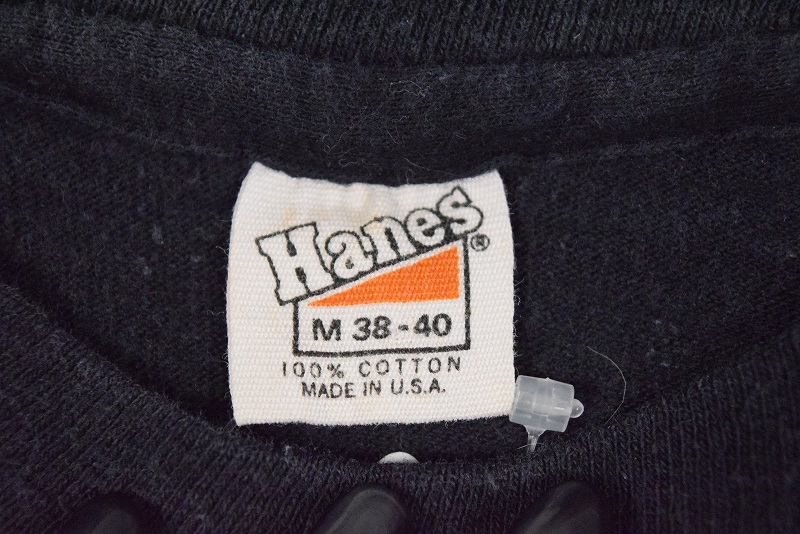 Hanes®
M 38-40
100% COTTON
MADE IN U.S.A.